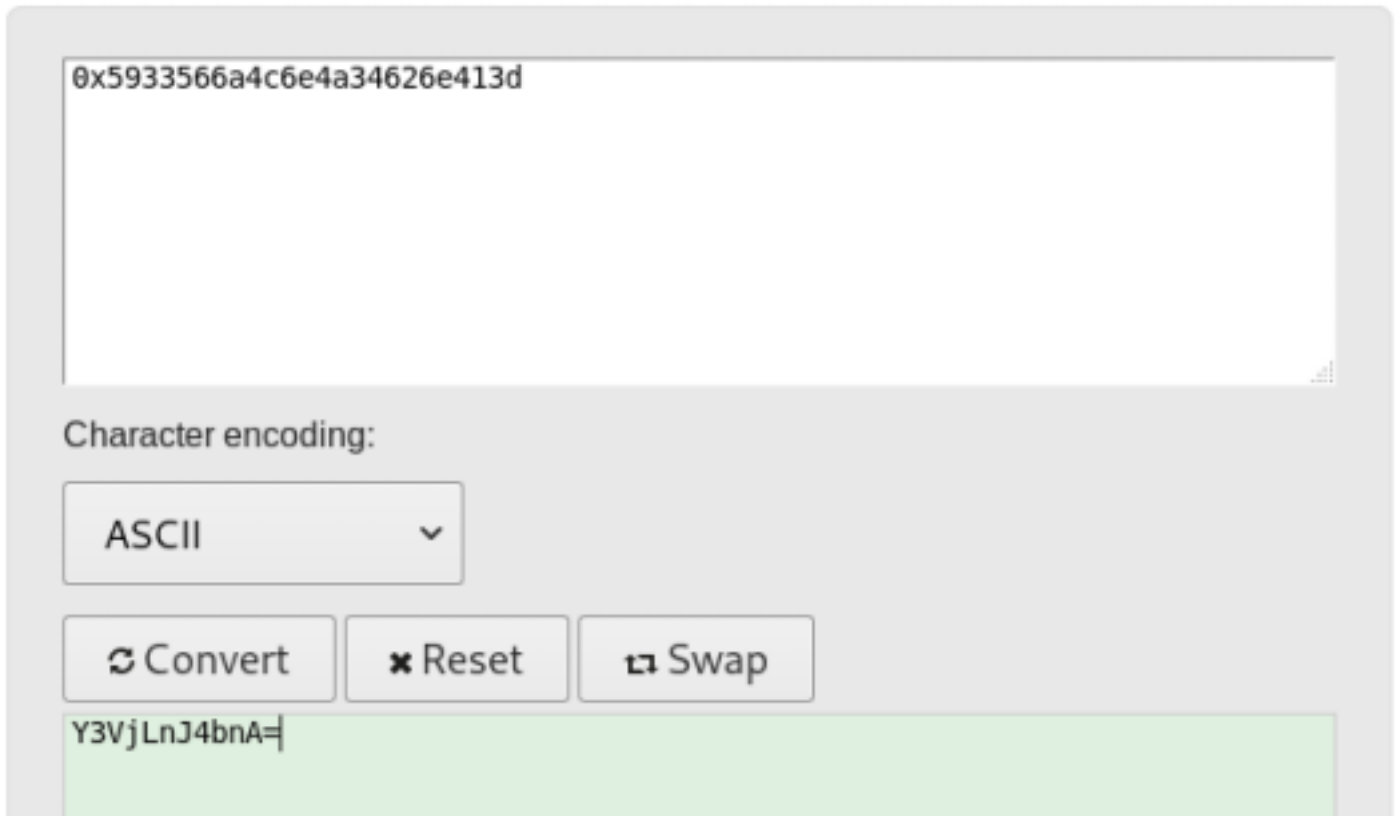 0x5933566a4c6e4a34626e413d
Character encoding:
ASCII
Convert Reset Swap
Y3VjLnJ4bnA=